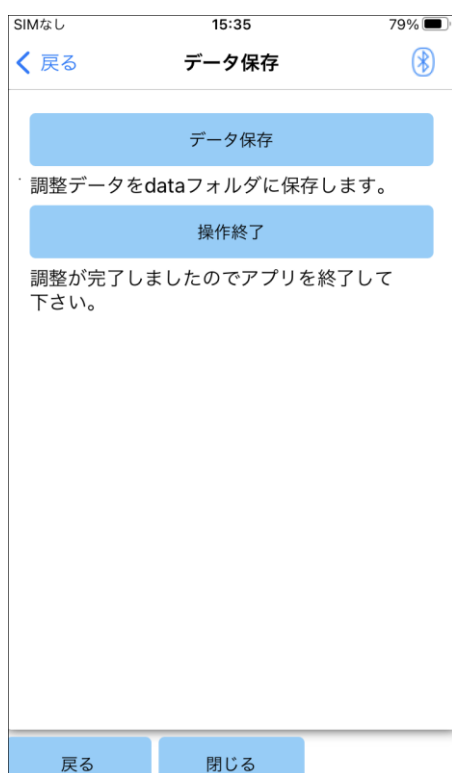 SIMなし 15:35 79%
戻る データ保存
データ保存
調整データをdataフォルダに保存します。
操作終了
調整が完了しましたのでアプリを終了して
下さい。
戻る 閉じる